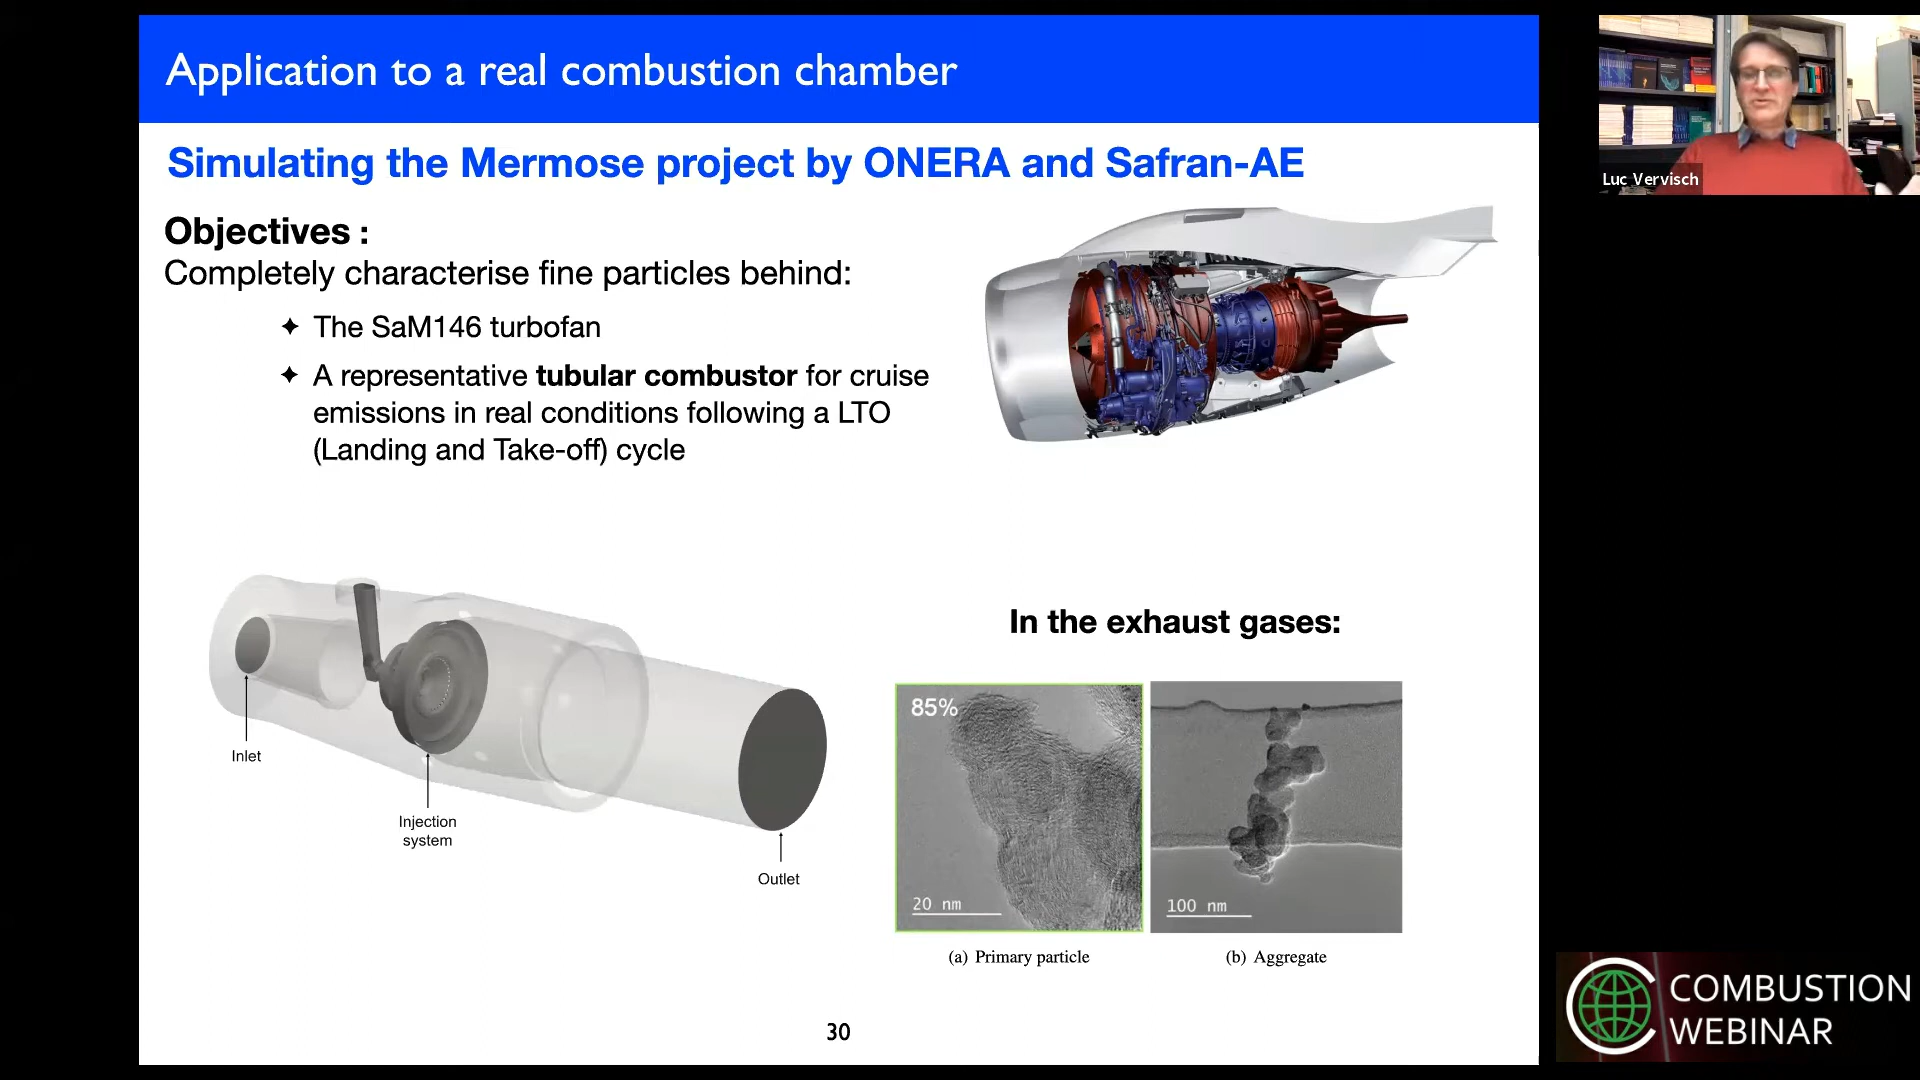 Application to a real combustion chamber
Simulating the Mermose project by ONERA and Safran-AE
Objectives :
Completely characterise fine particles behind:
✦ The SaM146 turbofan
✦ A representative tubular combustor for cruise
emissions in real conditions following a LTO
(Landing and Take-off) cycle
Inlet
Injection
system
Outlet
In the exhaust gases:
85%
20 nm
100 nm
(a) Primary particle
(b) Aggregate
30
Luc Vervisch
COMBUSTION
WEBINAR